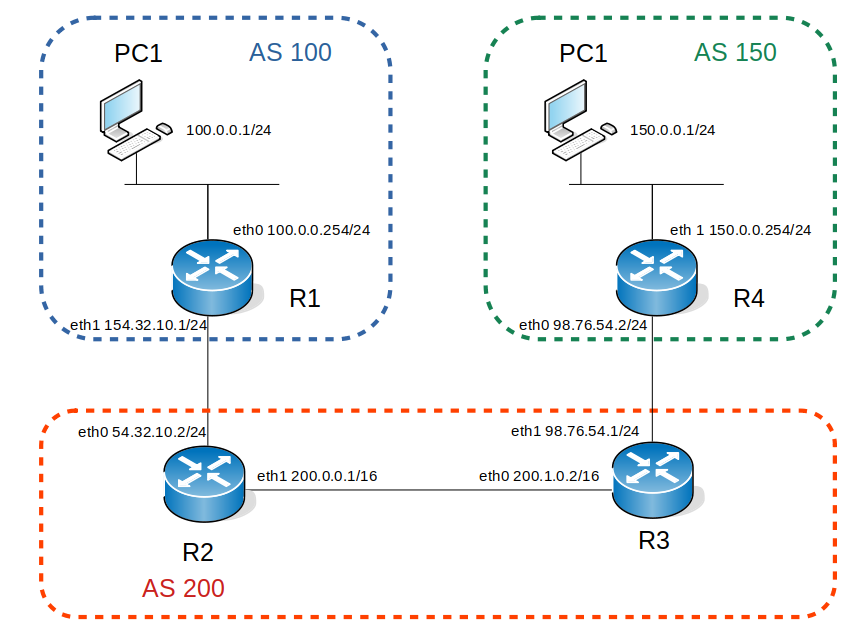 PC1
AS 100
100.0.0.1/24
eth0 100.0.0.254/24
R1
eth1 154.32.10.1/24
PC1
AS 150
150.0.0.1/24
eth 1 150.0.0.254/24
R4
eth0 98.76.54.2/24
eth0 54.32.10.2/24
eth1 98.76.54.1/24
eth1 200.0.0.1/16
eth0 200.1.0.2/16
R2
R3
AS 200